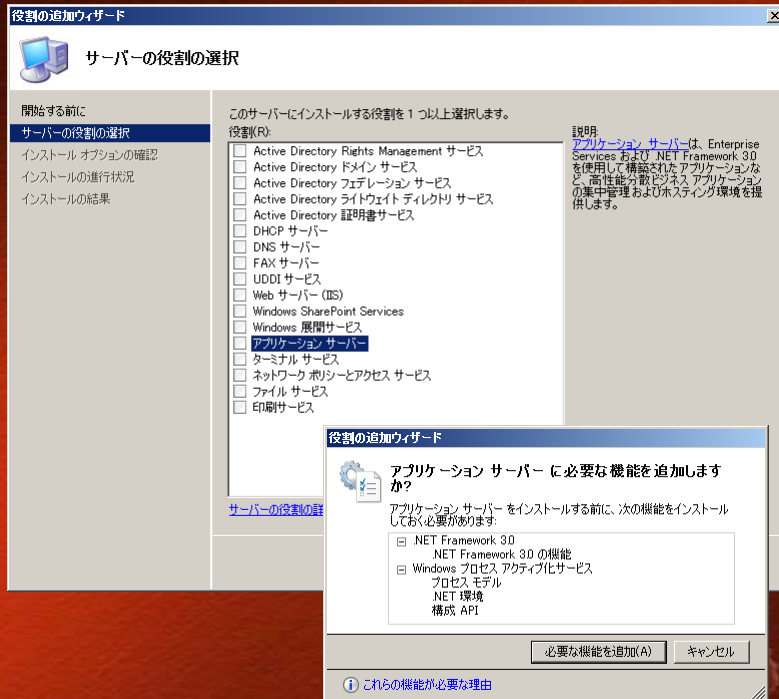 役割の追加ウィザード
サーバーの役割の選択
開始する前に
サーバーの役割の選択
インストール オプションの確認
インストールの進行状況
インストールの結果
このサーバーにインストールする役割を 1 つ以上選択します。
役割(R):
Active Directory Rights Management サービス
Active Directory ドメイン サービス
Active Directory フェデレーション サービス
Active Directory ライトウェイト ディレクトリ サービス
Active Directory 証明書サービス
DHCP サーバー
DNS サーバー
FAX サーバー
UDDI サービス
Web サーバー (IIS)
Windows SharePoint Services
Windows 展開サービス
アプリケーション サーバー
ターミナル サービス
ネットワーク ポリシーとアクセス サービス
ファイル サービス
印刷サービス
サーバーの役割の詳
説明:
アプリケーション サーバーは、Enterprise
Services および .NET Framework 3.0
を使用して構築されたアプリケーションな
ど、高性能分散ビジネス アプリケーション
の集中管理およびホスティング環境を提
供します。
役割の追加ウィザード
アプリケーション サーバー に必要な機能を追加します
か?
アプリケーション サーバー をインストールする前に、次の機能をインストール
しておく必要があります:
.NET Framework 3.0
.NET Framework 3.0 の機能
Windows プロセス アクティブ化サービス
プロセス モデル
.NET 環境
構成 API
必要な機能を追加(A)
キャンセル
これらの機能が必要な理由